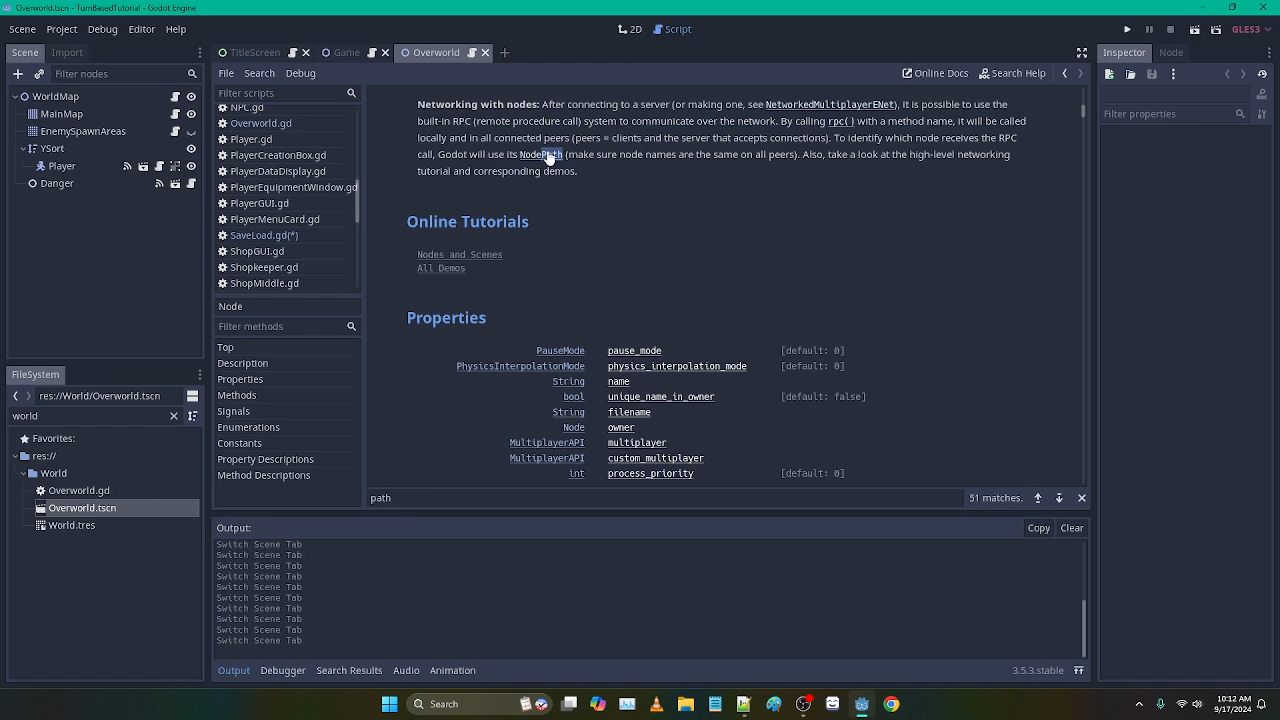 Overworld.tscn - TurnBasedTutorial - Godot Engine
Scene Project Debug Editor Help
2D Script
GLES3
Scene Import
Filter nodes
WorldMap
MainMap
EnemySpawnAreas
YSort
Player
Danger
FileSystem
res://World/Overworld.tscn
world
Favorites:
res://
World
Overworld.gd
Overworld.tscn
World.tres
TitleScreen Game Overworld
File Search Debug
Online Docs Search Help
Filter scripts
NPC.gd
Overworld.gd
Player.gd
PlayerCreationBox.gd
PlayerDataDisplay.gd
PlayerEquipmentWindow.gd
PlayerGUI.gd
PlayerMenuCard.gd
SaveLoad.gd(*)
ShopGUI.gd
Shopkeeper.gd
ShopMiddle.gd
Node
Filter methods
Top
Description
Properties
Methods
Signals
Enumerations
Constants
Property Descriptions
Method Descriptions
Networking with nodes: After connecting to a server (or making one, see NetworkedMultiplayerENet), it is possible to use the
built-in RPC (remote procedure call) system to communicate over the network. By calling rpc() with a method name, it will be called
locally and in all connected peers (peers = clients and the server that accepts connections). To identify which node receives the RPC
call, Godot will use its NodePath (make sure node names are the same on all peers). Also, take a look at the high-level networking
tutorial and corresponding demos.
Online Tutorials
Nodes and Scenes
All Demos
Properties
PauseMode pause_mode [default: 0]
PhysicsInterpolationMode physics_interpolation_mode [default: 0]
String name
bool unique_name_in_owner [default: false]
String filename
Node owner
MultiplayerAPI multiplayer
MultiplayerAPI custom_multiplayer
int process_priority [default: 0]
path 51 matches.
Output: Copy Clear
Switch Scene Tab
Switch Scene Tab
Switch Scene Tab
Switch Scene Tab
Switch Scene Tab
Switch Scene Tab
Switch Scene Tab
Switch Scene Tab
Switch Scene Tab
Switch Scene Tab
Output Debugger Search Results Audio Animation 3.5.3.stable
Inspector Node
Filter properties
Search
10:12 AM
9/17/2024